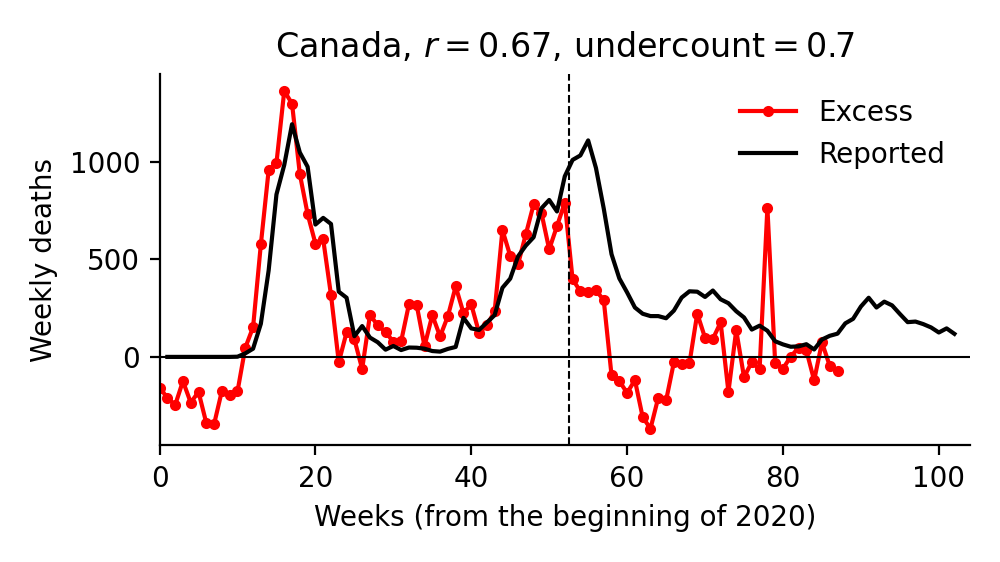 Canada, r = 0.67, undercount = 0.7
Excess
Reported
Weekly deaths
1000
500
0
0 20 40 60 80 100
Weeks (from the beginning of 2020)